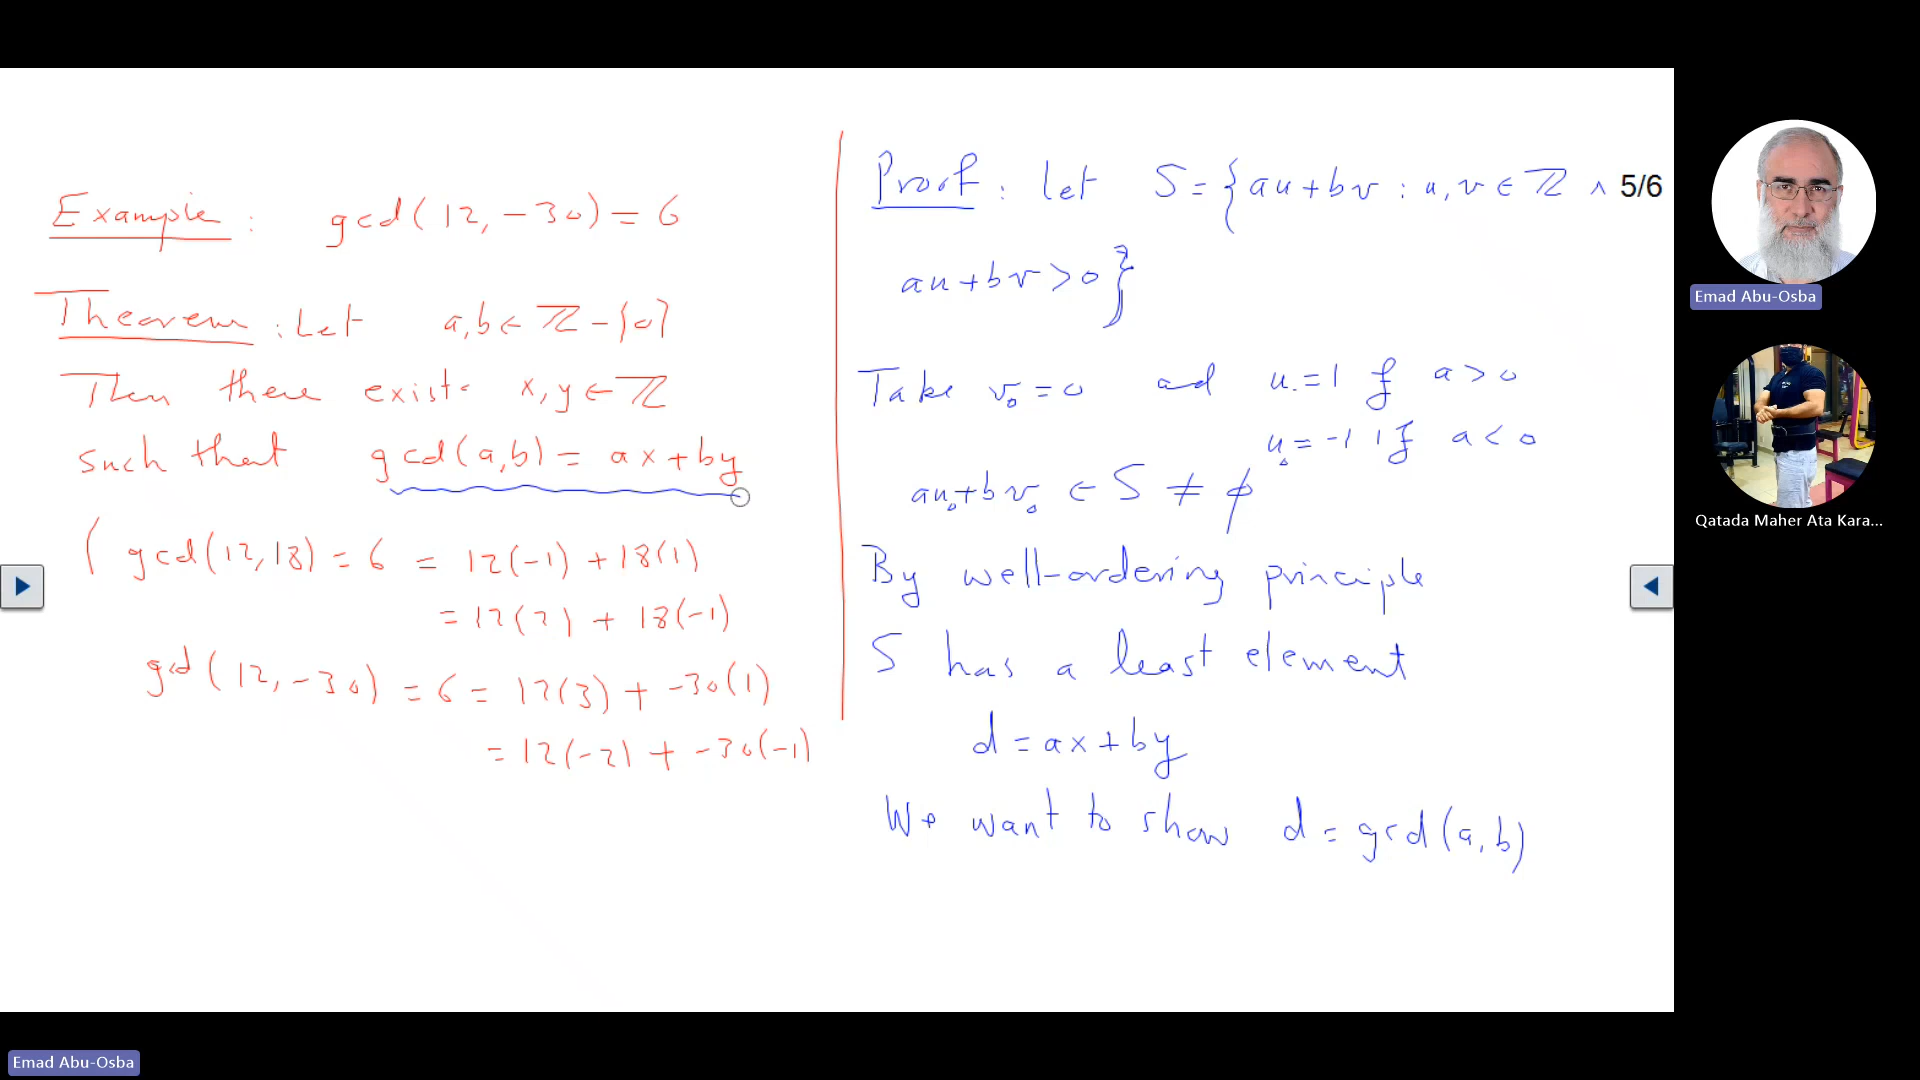 Example: gcd(12, -30) = 6
Theorem: Let a,b ∈ ℤ - {0}
Then there exists x,y ∈ ℤ
such that gcd(a,b) = ax+by
( gcd(12,18) = 6 = 12(-1) + 18(1)
= 12(2) + 18(-1)
gcd(12,-30) = 6 = 12(3) + -30(1)
= 12(-2) + -30(-1)
Proof: Let S = {au+bv : u,v ∈ ℤ ∧
au+bv > 0}
Take v₀ = 0 and u. = 1 if a > 0
u₀ = -1 if a < 0
au₀+bv₀ ∈ S ≠ ϕ
By well-ordering principle
S has a least element
d = ax+by
We want to show d = gcd(a,b)
5/6
Emad Abu-Osba
Qatada Maher Ata Kara...
Emad Abu-Osba